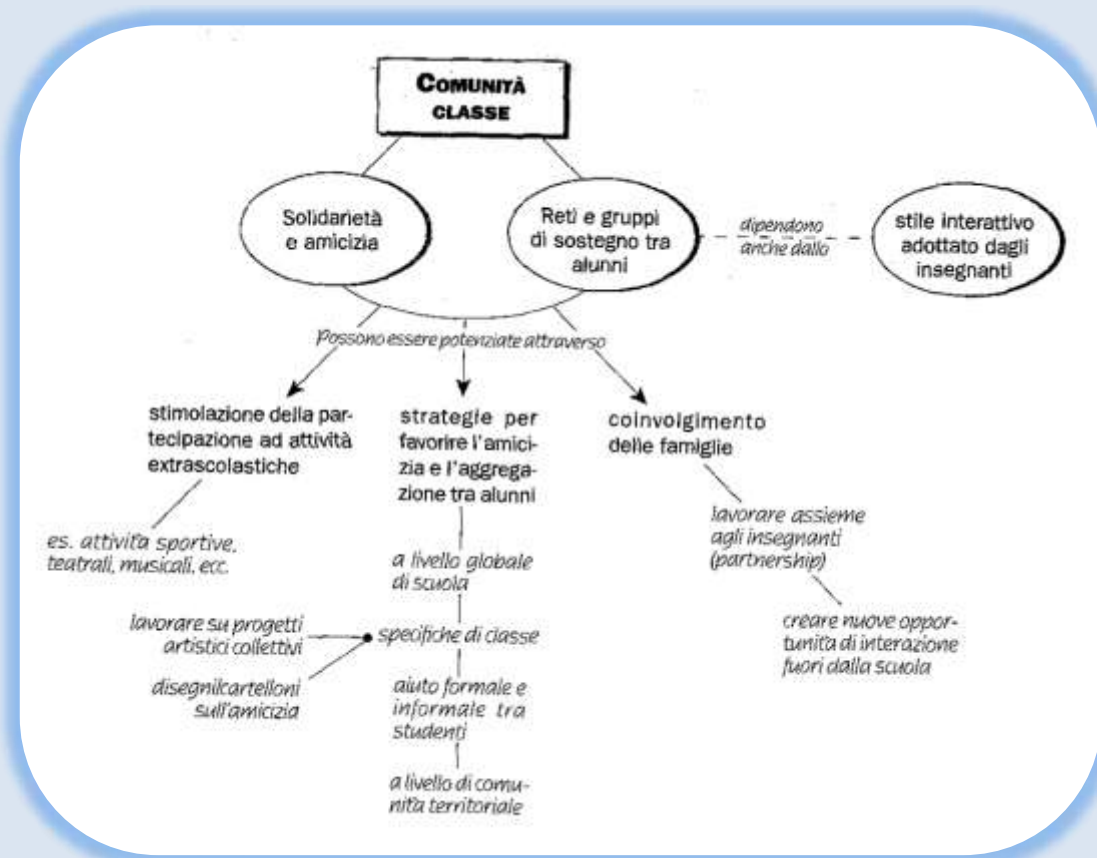 COMUNITÀ
CLASSE
Solidarietà
e amicizia
Reti e gruppi
di sostegno tra
alunni
dipendono
anche dallo
stile interattivo
adottato dagli
insegnanti
Possono essere potenziate attraverso
stimolazione della par-
tecipazione ad attività
extrascolastiche
es. attività sportive,
teatrali, musicali, ecc.
strategie per
favorire l'amici-
zia e l'aggrega-
zione tra alunni
a livello globale
di scuola
specifiche di classe
lavorare su progetti
artistici collettivi
disegni/cartelloni
sull'amicizia
aiuto formale e
informale tra
studenti
a livello di comu-
nità territoriale
coinvolgimento
delle famiglie
lavorare assieme
agli insegnanti
(partnership)
creare nuove oppor-
tunità di interazione
fuori dalla scuola